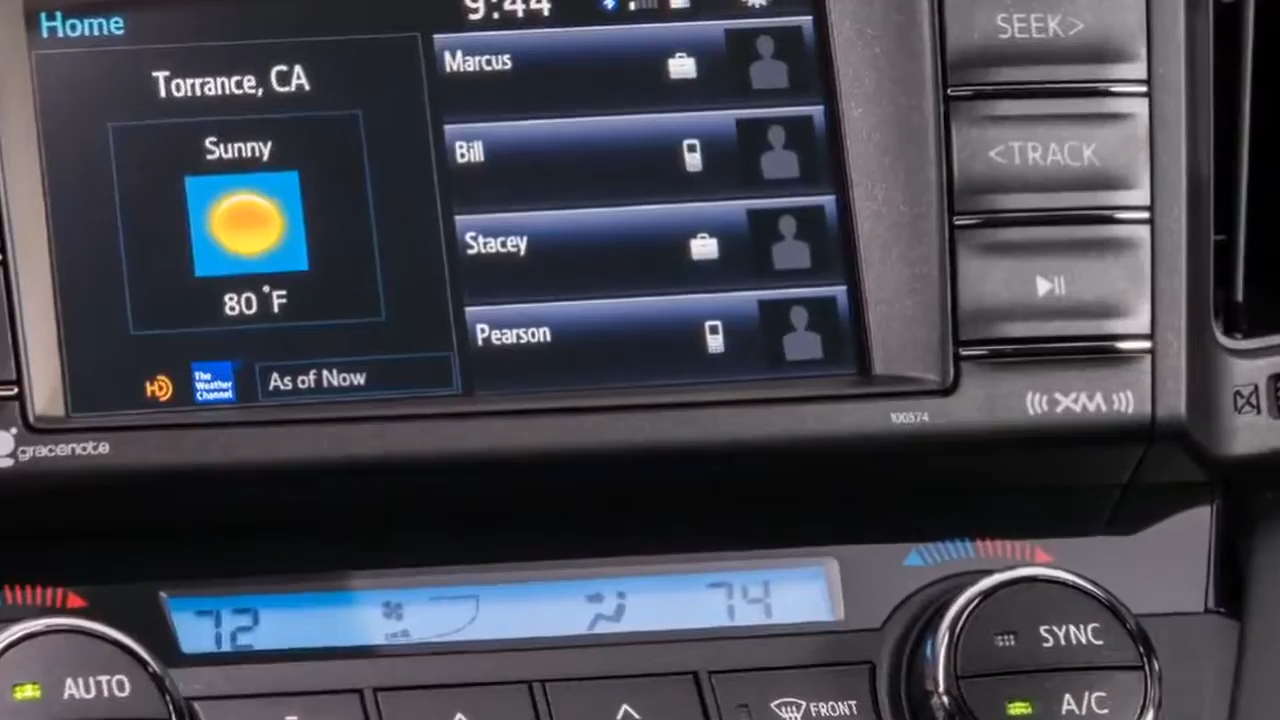 Home
9:44
Torrance, CA
Sunny
80 °F
HD
The
Weather
Channel
As of Now
Marcus
Bill
Stacey
Pearson
SEEK>
<TRACK
XM
100574
gracenote
72
74
AUTO
SYNC
A/C
FRONT